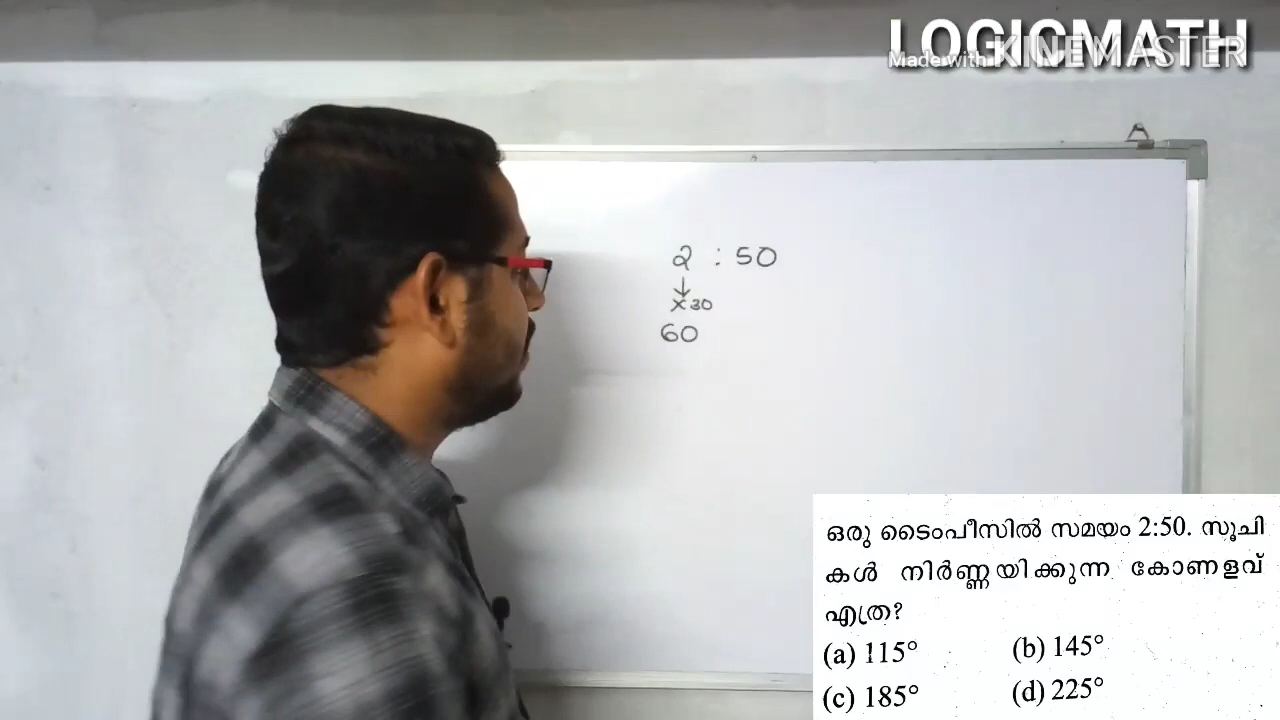 LOGICMATH
Made with KINEMASTER
2 : 50
↓
×30
60
ഒരു ടൈംപീസിൽ സമയം 2:50. സൂചി
കൾ നിർണ്ണയിക്കുന്ന കോണളവ്
എത്ര?
(a) 115° (b) 145°
(c) 185° (d) 225°